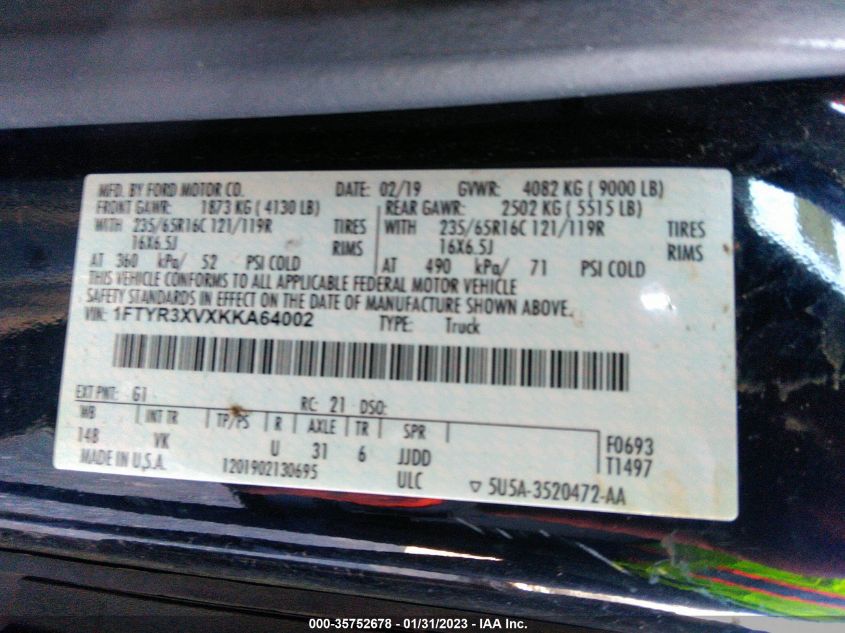 MFD. BY FORD MOTOR CO. DATE: 02/19 GVWR: 4082 KG ( 9000 LB)
FRONT GAWR: 1873 KG ( 4130 LB) REAR GAWR: 2502 KG ( 5515 LB)
WITH 235/65R16C 121/119R TIRES WITH 235/65R16C 121/119R TIRES
16X6.5J RIMS 16X6.5J RIMS
AT 360 kPa/ 52 PSI COLD AT 490 kPa/ 71 PSI COLD
THIS VEHICLE CONFORMS TO ALL APPLICABLE FEDERAL MOTOR VEHICLE
SAFETY STANDARDS IN EFFECT ON THE DATE OF MANUFACTURE SHOWN ABOVE.
VIN: 1FTYR3XVXKKA64002 TYPE: Truck
EXT PNT: G1 RC: 21 DSO:
WB INT TR TP/PS R AXLE TR SPR F0693
148 VK U 31 6 JJDD T1497
MADE IN U.S.A. 1201902130695 ULC ▽ 5U5A-3520472-AA
000-35752678 - 01/31/2023 - IAA Inc.